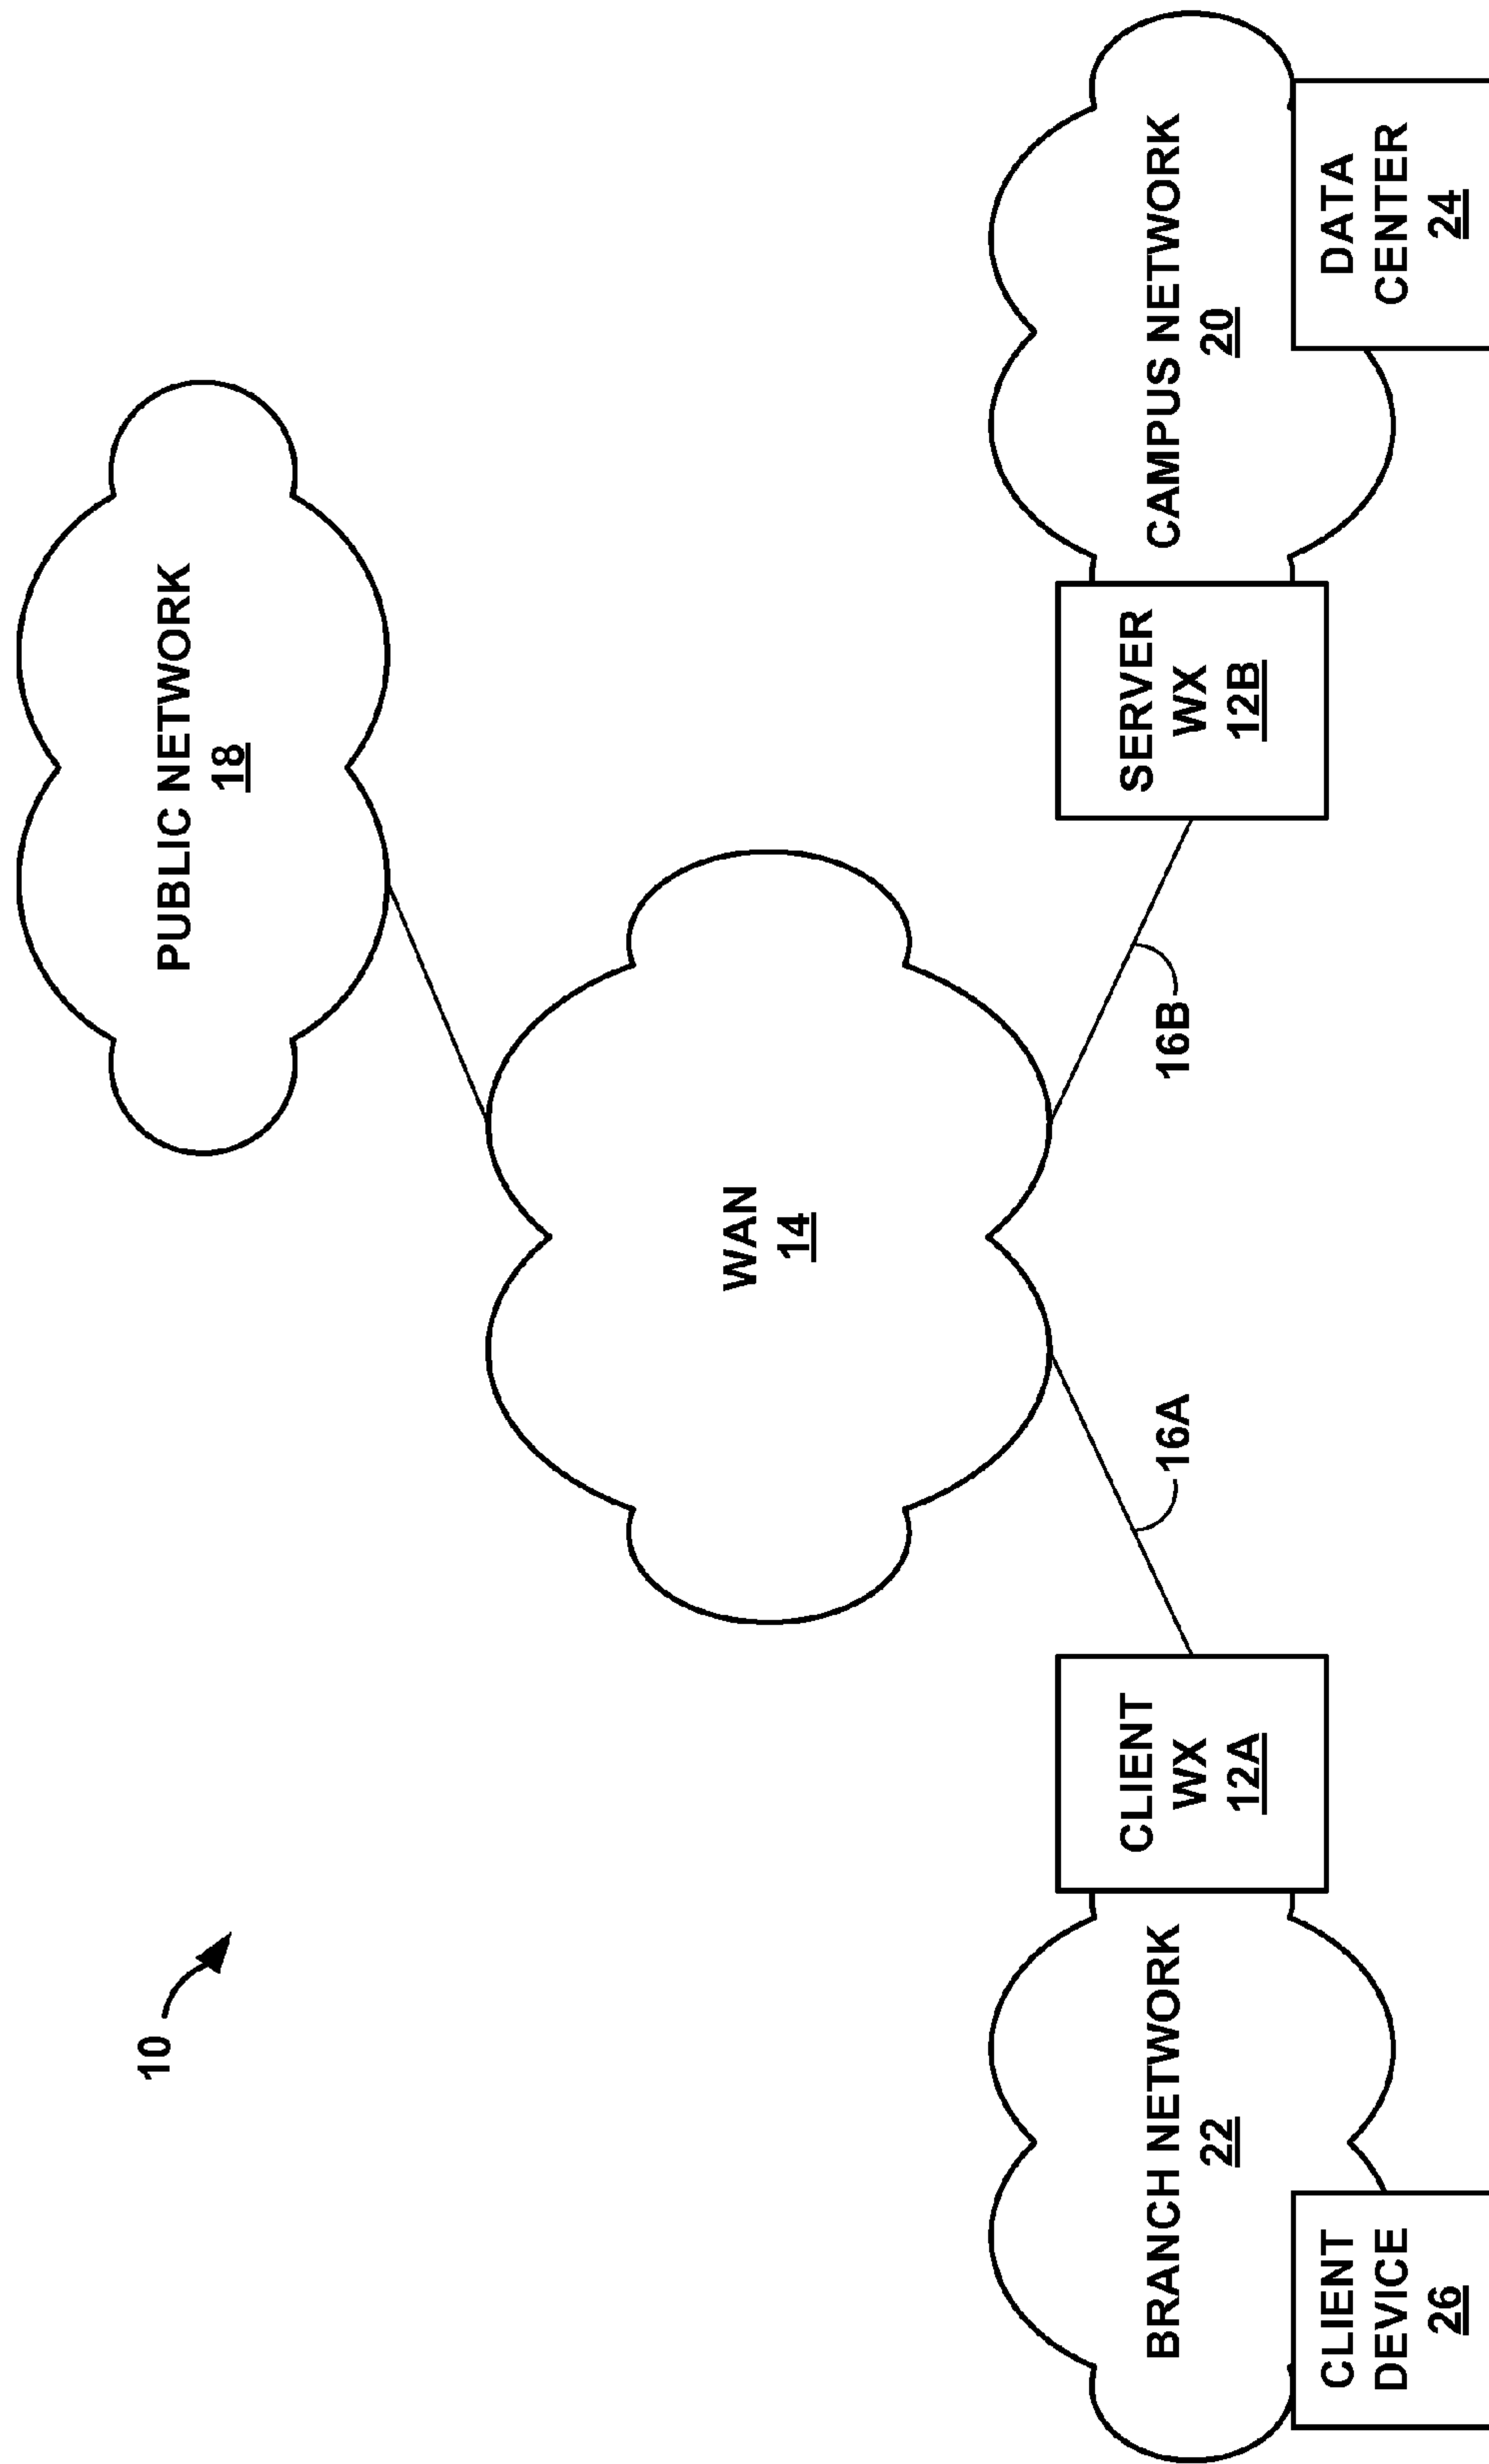 10
PUBLIC NETWORK
18
WAN
14
16A
16B
BRANCH NETWORK
22
CLIENT
WX
12A
SERVER
WX
12B
CAMPUS NETWORK
20
CLIENT
DEVICE
26
DATA
CENTER
24